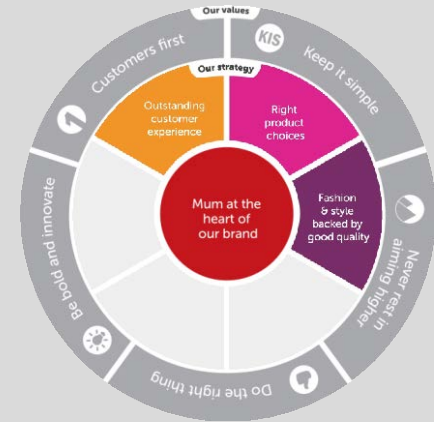 Our values
Customers first
1
KIS
Keep it simple
Our strategy
Outstanding
customer
experience
Right
product
choices
Mum at the
heart of
our brand
Fashion
& style
backed by
good quality
Never rest in
aiming higher
Be bold and innovate
Do the right thing